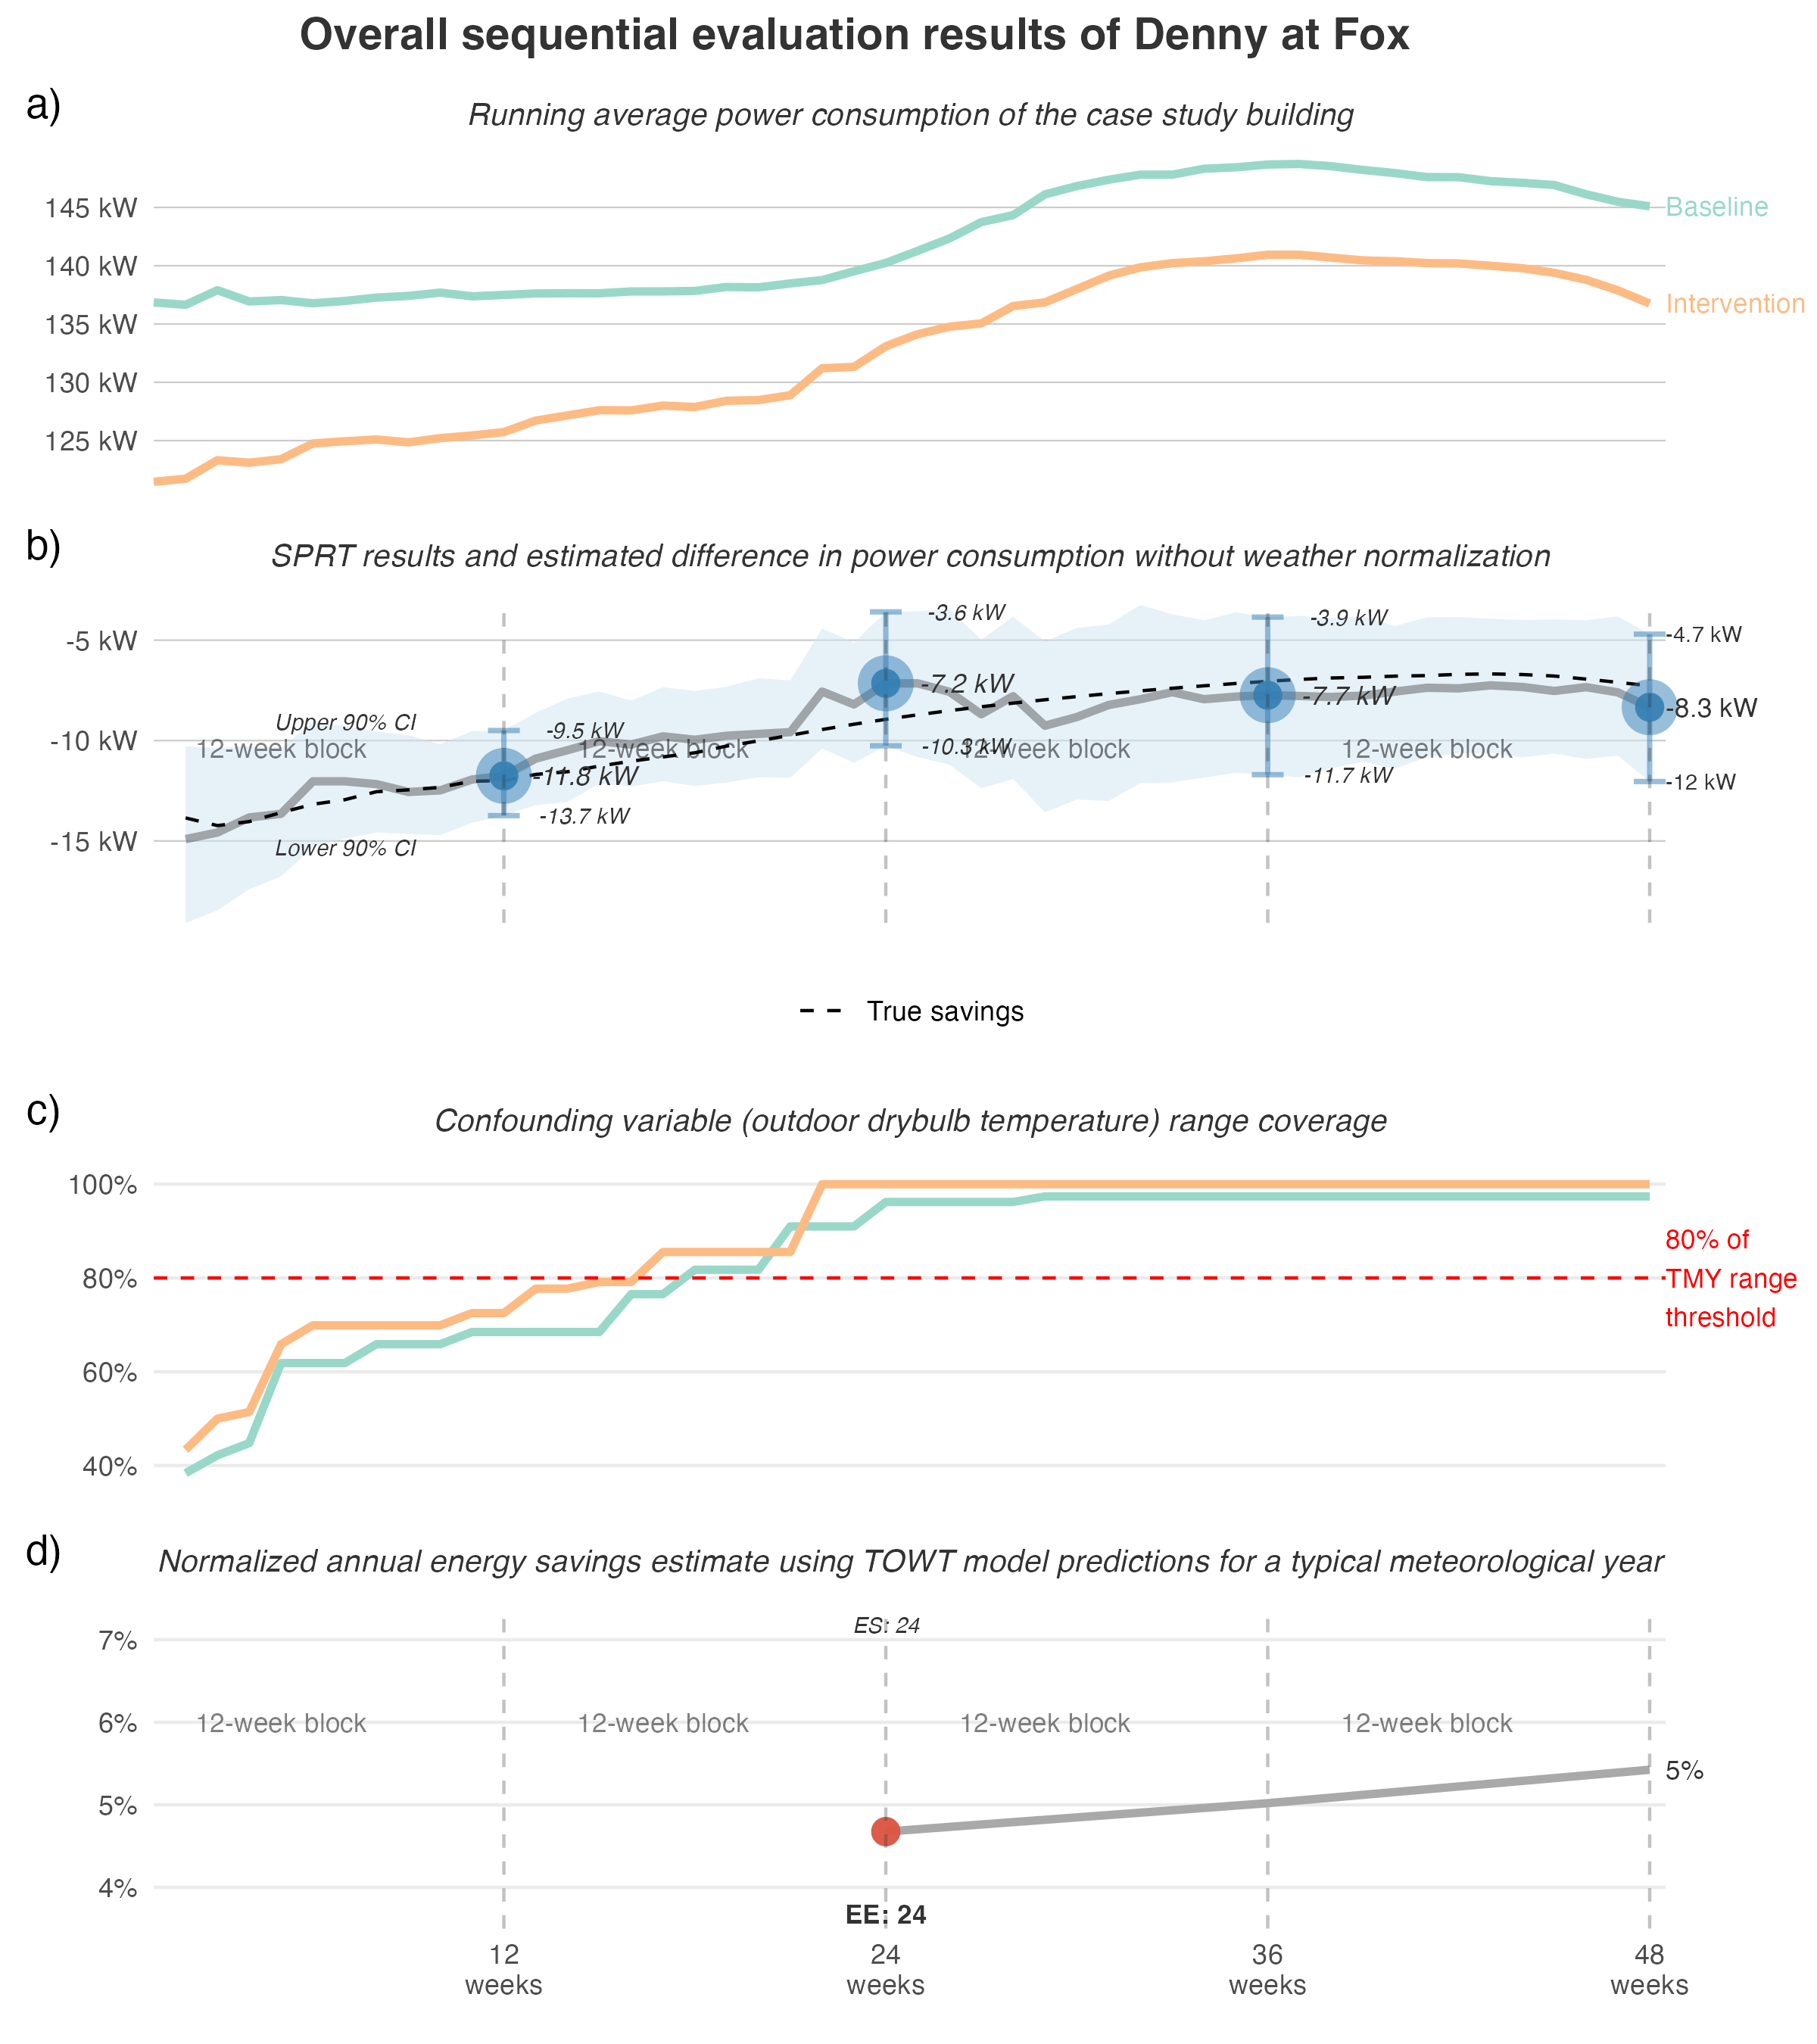 Overall sequential evaluation results of Denny at Fox
a)
Running average power consumption of the case study building
145 kW
140 kW
135 kW
130 kW
125 kW
Baseline
Intervention
b)
SPRT results and estimated difference in power consumption without weather normalization
-5 kW
-10 kW
-15 kW
Upper 90% CI
12-week block
Lower 90% CI
-9.5 kW
12-week block
-11.8 kW
-13.7 kW
-3.6 kW
-7.2 kW
-10.3 kW
12-week block
-3.9 kW
-7.7 kW
12-week block
-11.7 kW
-4.7 kW
-8.3 kW
-12 kW
True savings
c)
Confounding variable (outdoor drybulb temperature) range coverage
100%
80%
60%
40%
80% of
TMY range
threshold
d)
Normalized annual energy savings estimate using TOWT model predictions for a typical meteorological year
7%
6%
5%
4%
ES: 24
12-week block
12-week block
12-week block
12-week block
5%
EE: 24
12
weeks
24
weeks
36
weeks
48
weeks